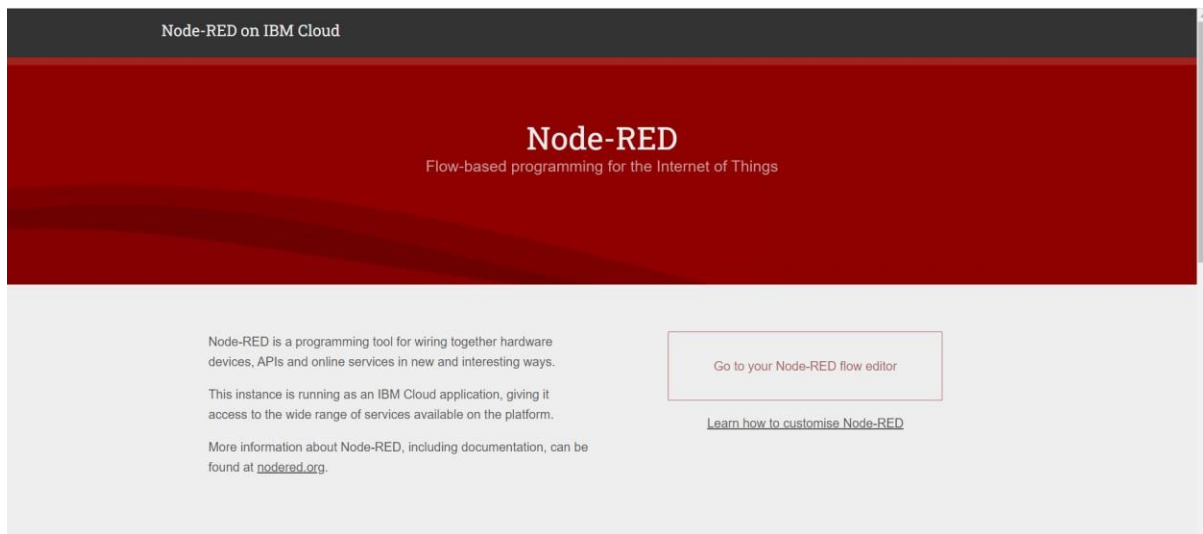 Node-RED on IBM Cloud
Node-RED
Flow-based programming for the Internet of Things
Node-RED is a programming tool for wiring together hardware
devices, APIs and online services in new and interesting ways.
This instance is running as an IBM Cloud application, giving it
access to the wide range of services available on the platform.
More information about Node-RED, including documentation, can be
found at nodered.org.
Go to your Node-RED flow editor
Learn how to customise Node-RED